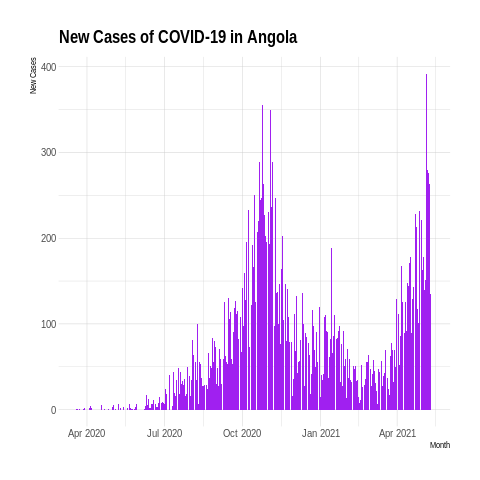 New Cases of COVID-19 in Angola
New Cases
400
300
200
100
0
Apr 2020 Jul 2020 Oct 2020 Jan 2021 Apr 2021
Month